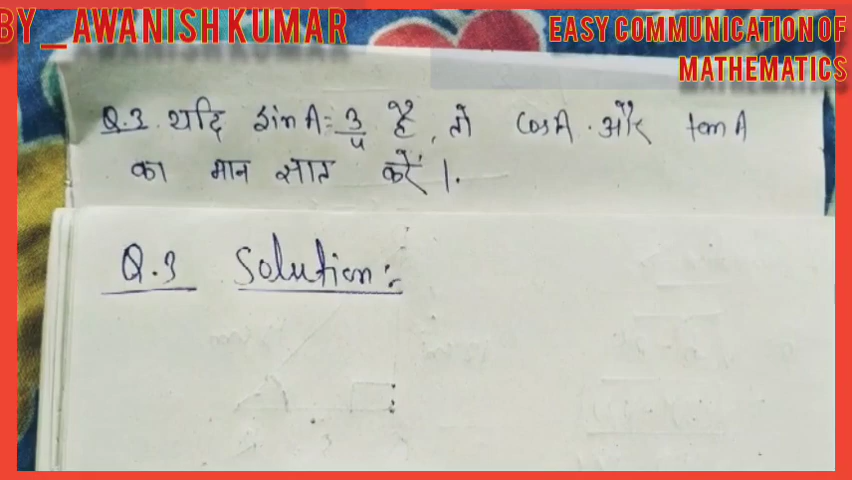 BY_ AWANISH KUMAR
EASY COMMUNICATION OF
MATHEMATICS
Q.3 यदि sin A = 3/4 है, तो cos A और tan A
का मान ज्ञात करें।
Q.3 Solution:-